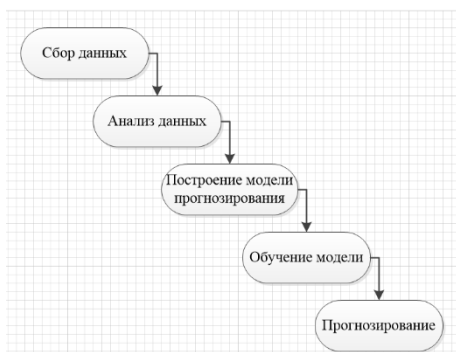 Сбор данных
Анализ данных
Построение модели
прогнозирования
Обучение модели
Прогнозирование